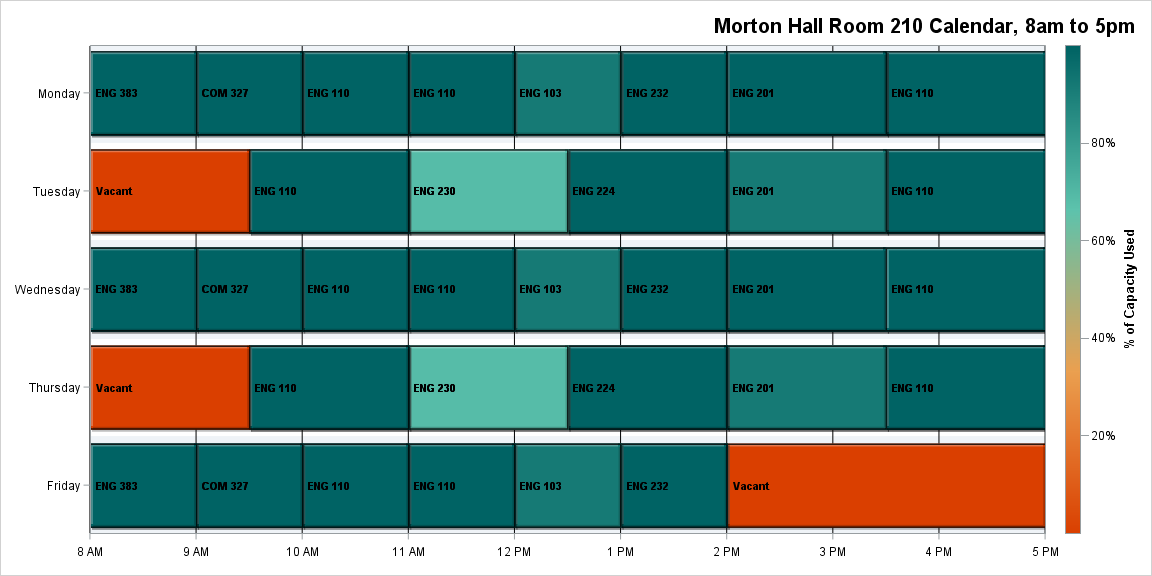 Morton Hall Room 210 Calendar, 8am to 5pm
Monday ENG 383 COM 327 ENG 110 ENG 110 ENG 103 ENG 232 ENG 201 ENG 110
Tuesday Vacant ENG 110 ENG 230 ENG 224 ENG 201 ENG 110
Wednesday ENG 383 COM 327 ENG 110 ENG 110 ENG 103 ENG 232 ENG 201 ENG 110
Thursday Vacant ENG 110 ENG 230 ENG 224 ENG 201 ENG 110
Friday ENG 383 COM 327 ENG 110 ENG 110 ENG 103 ENG 232 Vacant
8 AM 9 AM 10 AM 11 AM 12 PM 1 PM 2 PM 3 PM 4 PM 5 PM
80%
60%
40%
20%
% of Capacity Used